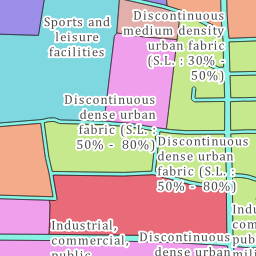 Sports and
leisure
facilities
Discontinuous
medium density
urban fabric
(S.L. : 30% -
50%)
Discontinuous
dense urban
fabric (S.L. :
50% - 80%)
Discontinuous
dense urban
fabric (S.L. :
50% - 80%)
Industrial,
commercial,
public
Discontinuous
dense urban